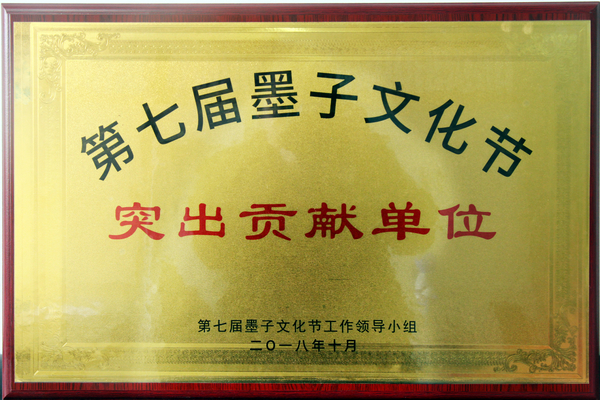 第七届墨子文化节
突出贡献单位
第七届墨子文化节工作领导小组
二〇一八年十月